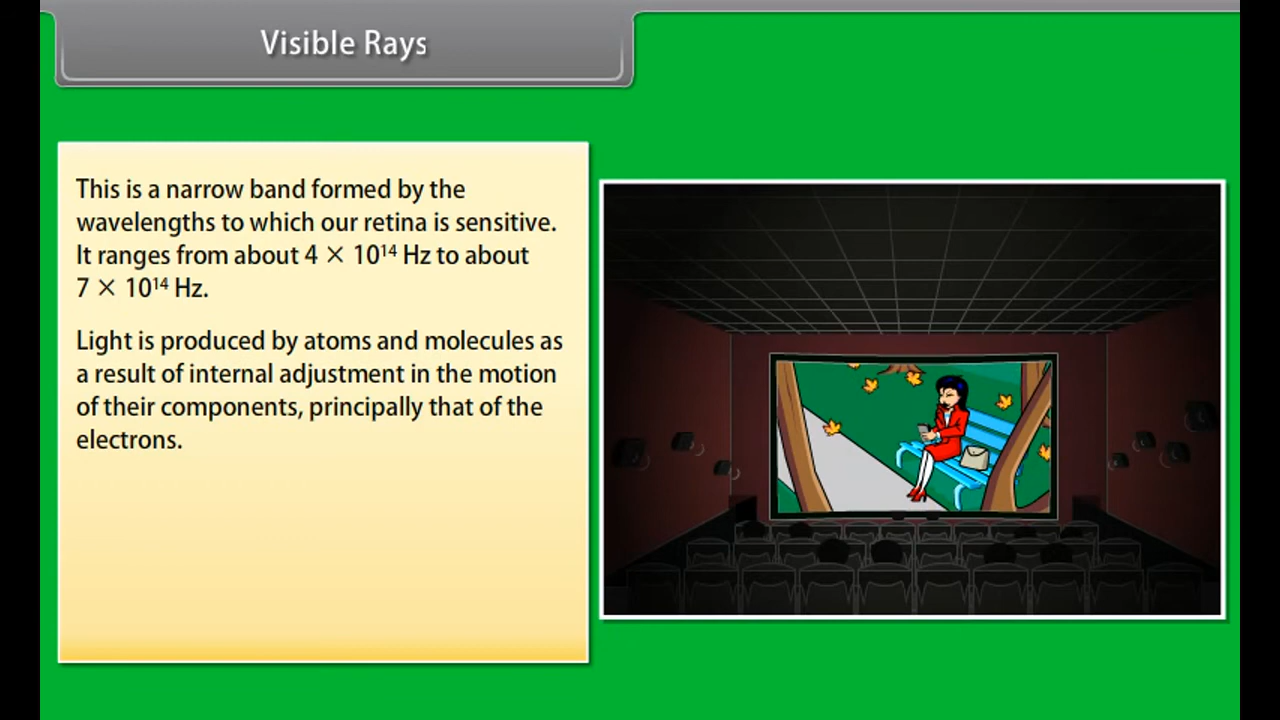 Visible Rays
This is a narrow band formed by the
wavelengths to which our retina is sensitive.
It ranges from about 4 × 10¹⁴ Hz to about
7 × 10¹⁴ Hz.
Light is produced by atoms and molecules as
a result of internal adjustment in the motion
of their components, principally that of the
electrons.